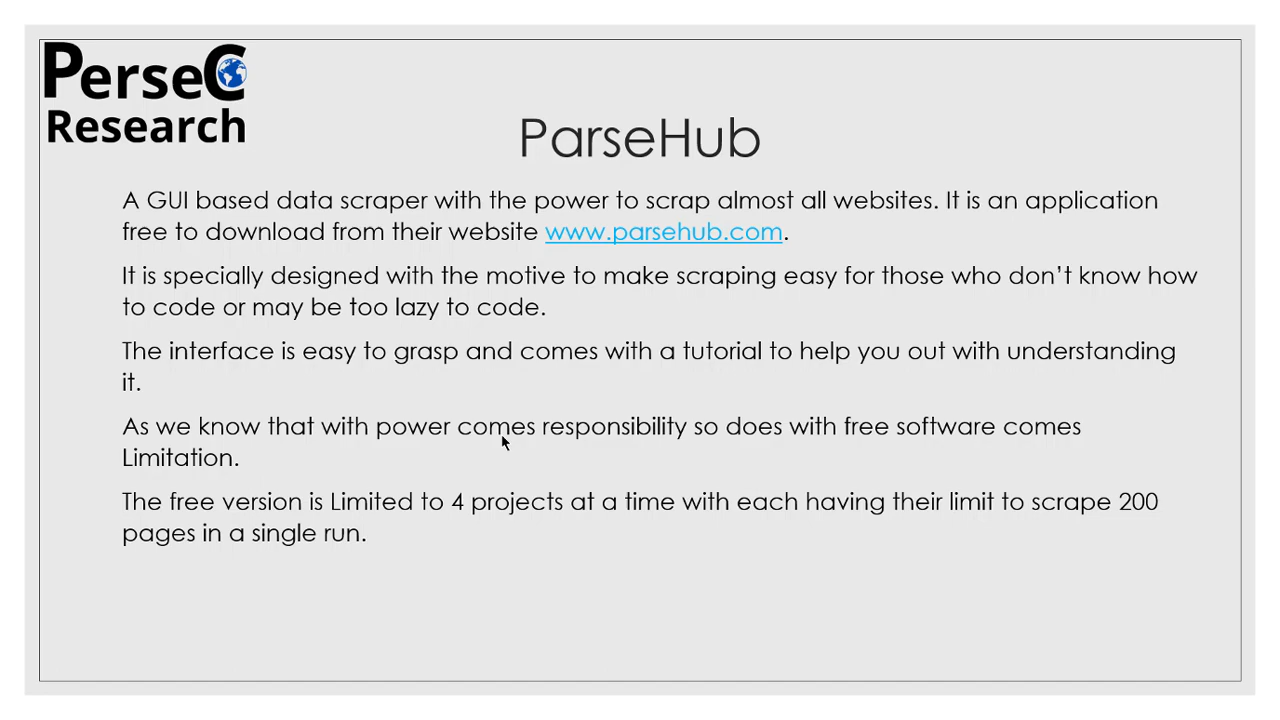 PerseC
Research
ParseHub
A GUI based data scraper with the power to scrap almost all websites. It is an application
free to download from their website www.parsehub.com.
It is specially designed with the motive to make scraping easy for those who don’t know how
to code or may be too lazy to code.
The interface is easy to grasp and comes with a tutorial to help you out with understanding
it.
As we know that with power comes responsibility so does with free software comes
Limitation.
The free version is Limited to 4 projects at a time with each having their limit to scrape 200
pages in a single run.